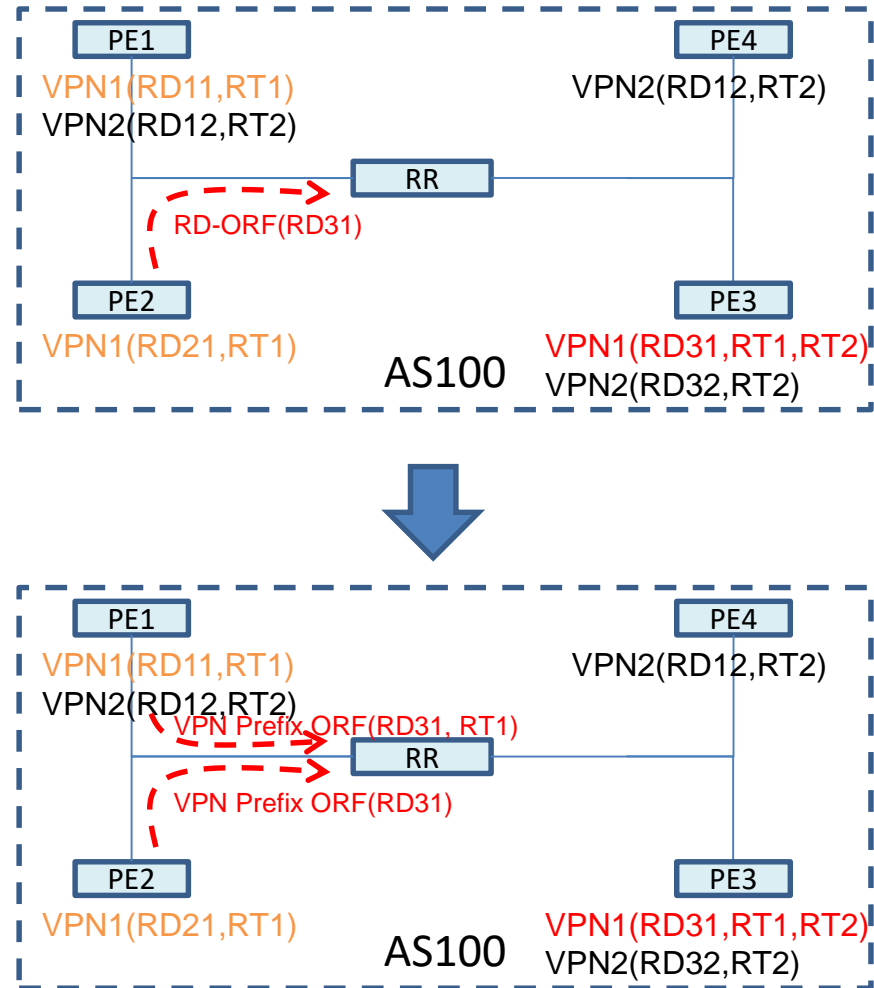 PE1
PE4
VPN1(RD11,RT1)
VPN2(RD12,RT2)
VPN2(RD12,RT2)
RR
RD-ORF(RD31)
PE2
PE3
VPN1(RD21,RT1)
VPN1(RD31,RT1,RT2)
AS100
VPN2(RD32,RT2)
PE1
PE4
VPN1(RD11,RT1)
VPN2(RD12,RT2)
VPN2(RD12,RT2)
VPN Prefix ORF(RD31, RT1)
RR
VPN Prefix ORF(RD31)
PE2
PE3
VPN1(RD21,RT1)
VPN1(RD31,RT1,RT2)
AS100
VPN2(RD32,RT2)